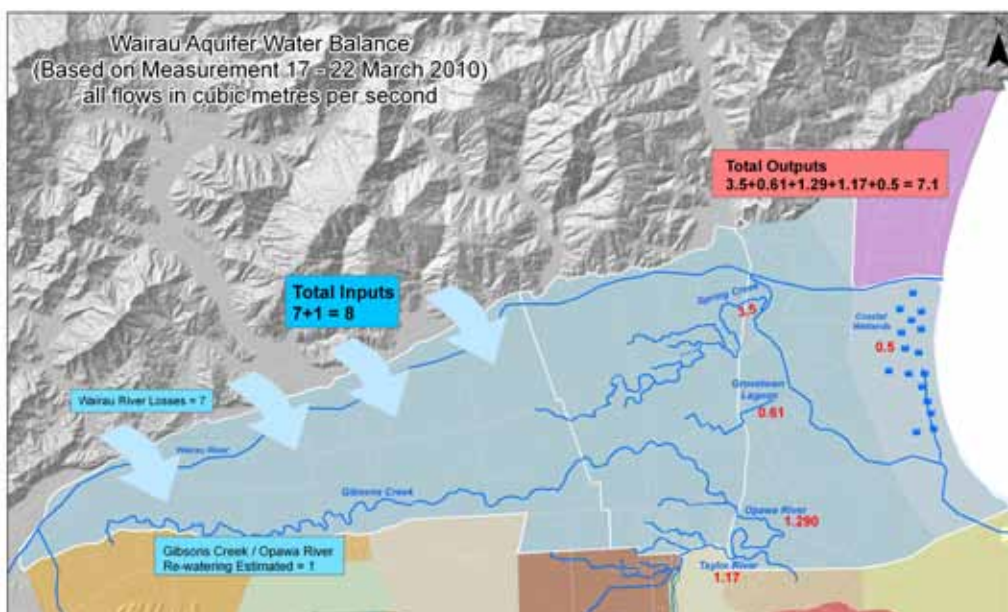 Wairau Aquifer Water Balance
(Based on Measurement 17 - 22 March 2010)
all flows in cubic metres per second
Total Outputs
3.5+0.61+1.29+1.17+0.5 = 7.1
Total Inputs
7+1 = 8
Spring Creek
3.5
Coastal
Wetlands
0.5
Wairau River Losses = 7
Grovetown
Lagoon
0.61
Wairau River
Gibsons Creek
Opawa River
1.290
Gibsons Creek / Opawa River
Re-watering Estimated = 1
Taylor River
1.17